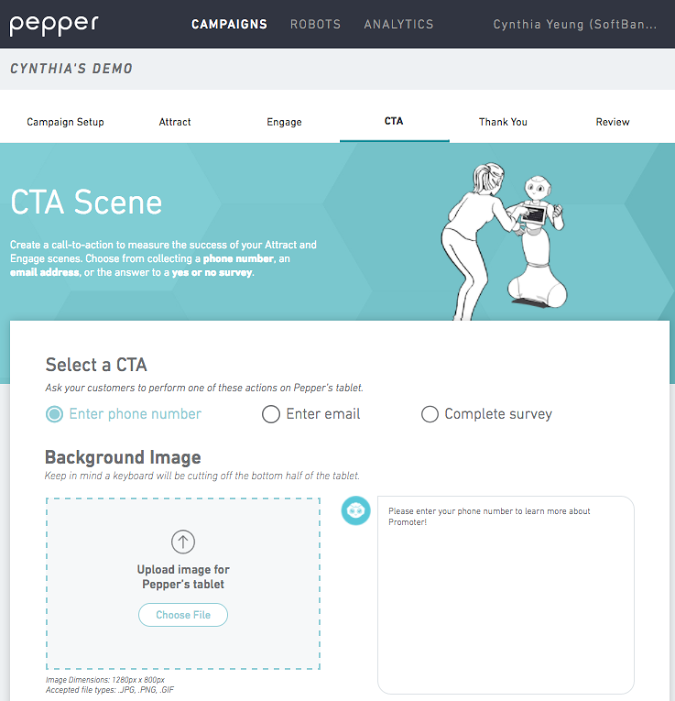 pepper
CAMPAIGNS ROBOTS ANALYTICS Cynthia Yeung (SoftBan...
CYNTHIA'S DEMO
Campaign Setup Attract Engage CTA Thank You Review
CTA Scene
Create a call-to-action to measure the success of your Attract and
Engage scenes. Choose from collecting a phone number, an
email address, or the answer to a yes or no survey.
Select a CTA
Ask your customers to perform one of these actions on Pepper's tablet.
Enter phone number Enter email Complete survey
Background Image
Keep in mind a keyboard will be cutting off the bottom half of the tablet.
Upload image for
Pepper's tablet
Choose File
Image Dimensions: 1280px x 800px
Accepted file types: .JPG, .PNG, .GIF
Please enter your phone number to learn more about
Promoter!